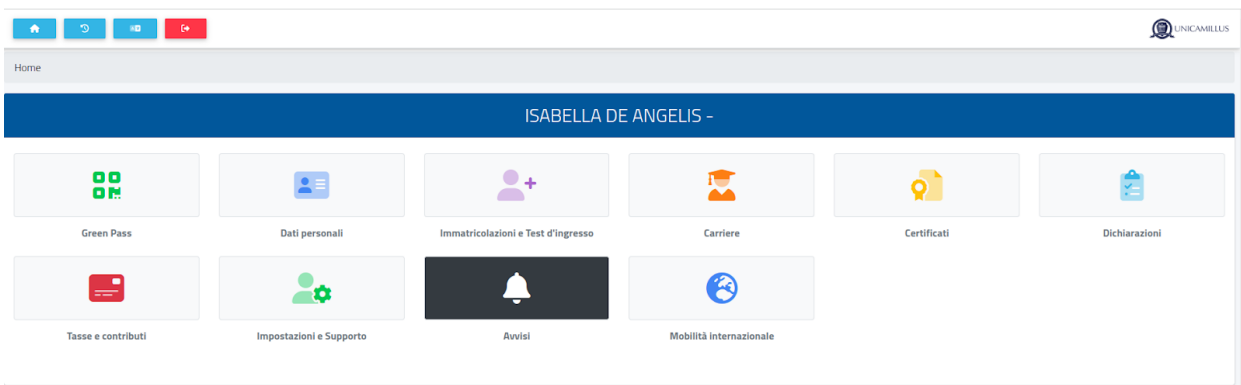 UNICAMILLUS
Home
ISABELLA DE ANGELIS -
Green Pass
Dati personali
Immatricolazioni e Test d'ingresso
Carriere
Certificati
Dichiarazioni
Tasse e contributi
Impostazioni e Supporto
Avvisi
Mobilità internazionale